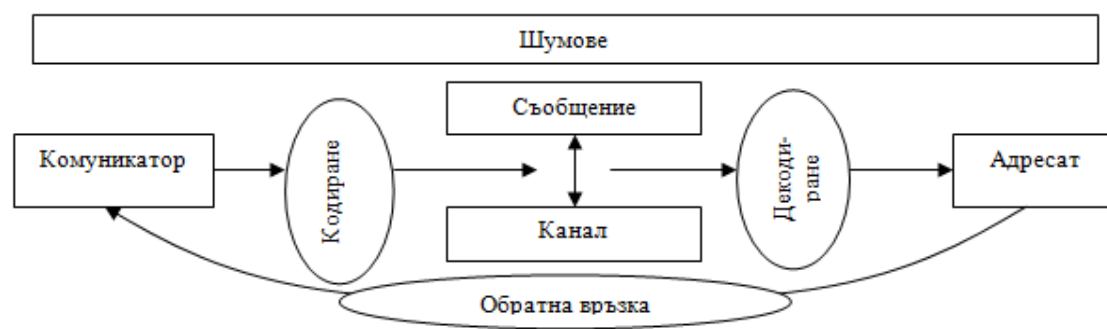 Шумове
Съобщение
Комуникатор
Кодиране
Декоди-
ране
Адресат
Канал
Обратна връзка